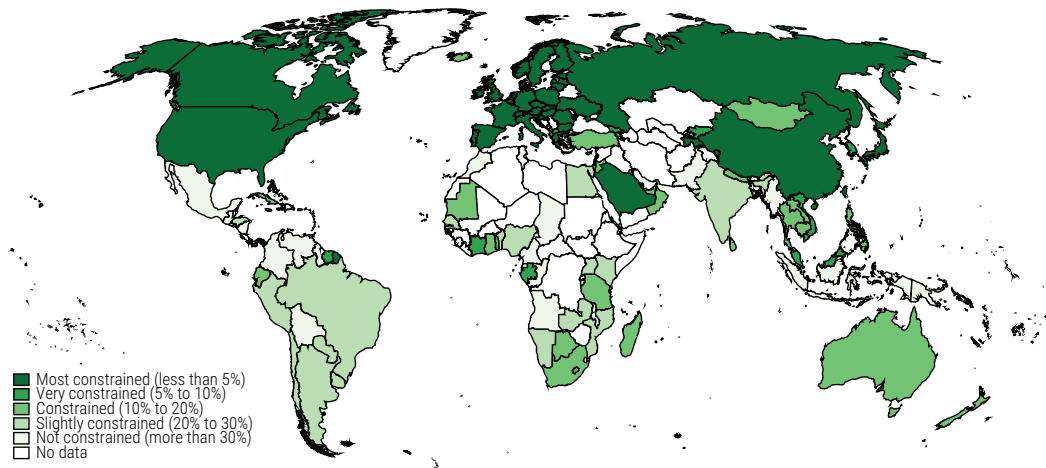 Most constrained (less than 5%)
Very constrained (5% to 10%)
Constrained (10% to 20%)
Slightly constrained (20% to 30%)
Not constrained (more than 30%)
No data